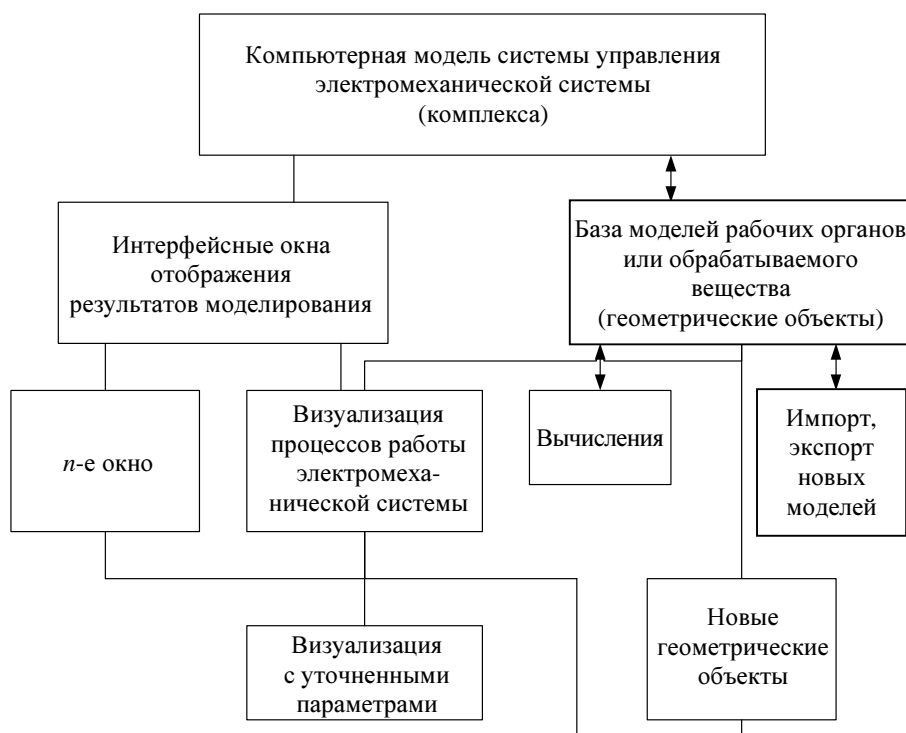 Компьютерная модель системы управления
электромеханической системы
(комплекса)
Интерфейсные окна
отображения
результатов моделирования
База моделей рабочих органов
или обрабатываемого
вещества
(геометрические объекты)
n-е окно
Визуализация
процессов работы
электромеха-
нической системы
Вычисления
Импорт,
экспорт
новых
моделей
Визуализация
с уточненными
параметрами
Новые
геометрические
объекты